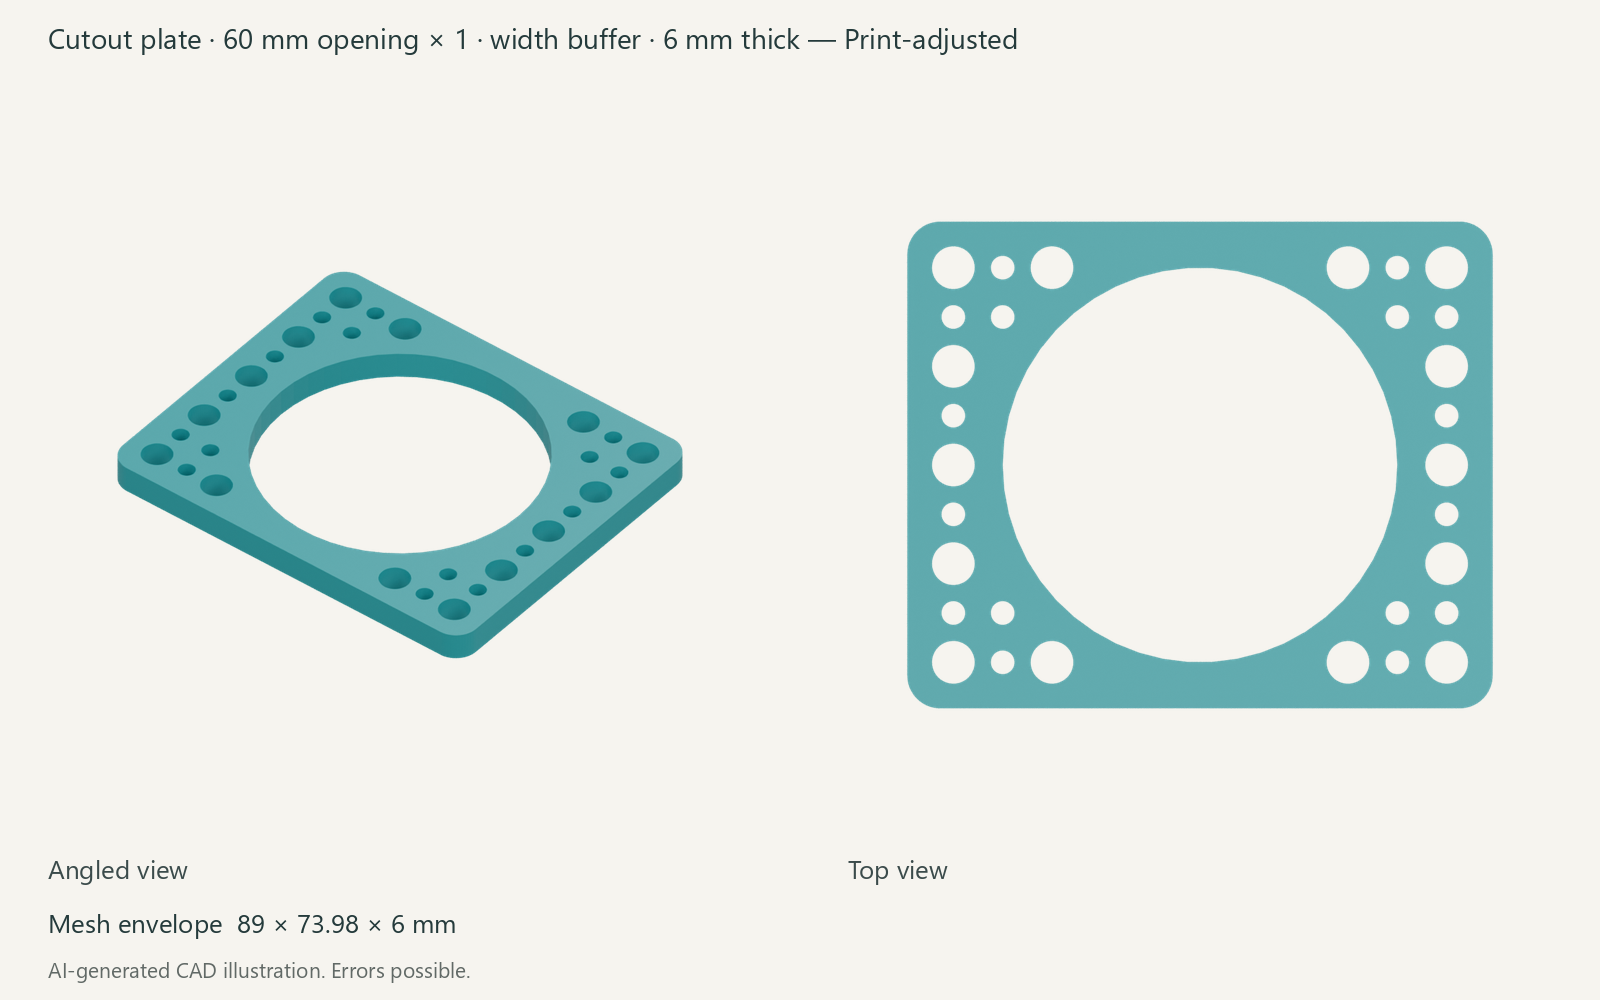 Cutout plate · 60 mm opening × 1 · width buffer · 6 mm thick — Print-adjusted
Angled view
Top view
Mesh envelope 89 × 73.98 × 6 mm
AI-generated CAD illustration. Errors possible.